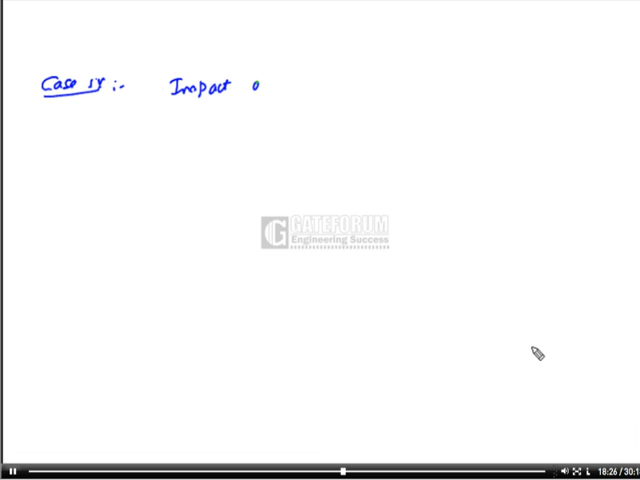 Case IV :- Impact o
GATEFORUM
Engineering Success
18:26 / 30:1